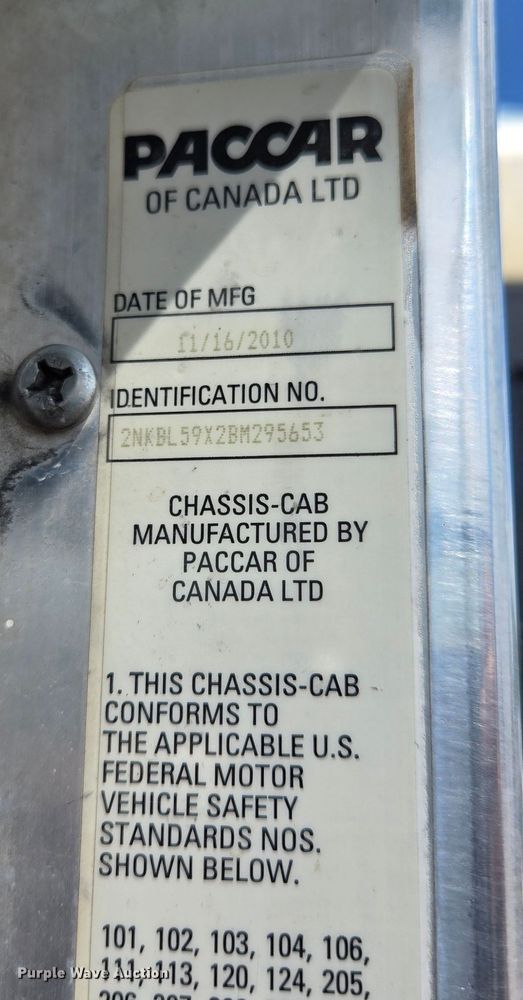 PACCAR
OF CANADA LTD
DATE OF MFG
11/16/2010
IDENTIFICATION NO.
2NKBL59X2BM295653
CHASSIS-CAB
MANUFACTURED BY
PACCAR OF
CANADA LTD
1. THIS CHASSIS-CAB
CONFORMS TO
THE APPLICABLE U.S.
FEDERAL MOTOR
VEHICLE SAFETY
STANDARDS NOS.
SHOWN BELOW.
101, 102, 103, 104, 106,
111, 113, 120, 124, 205,
Purple Wave Auction